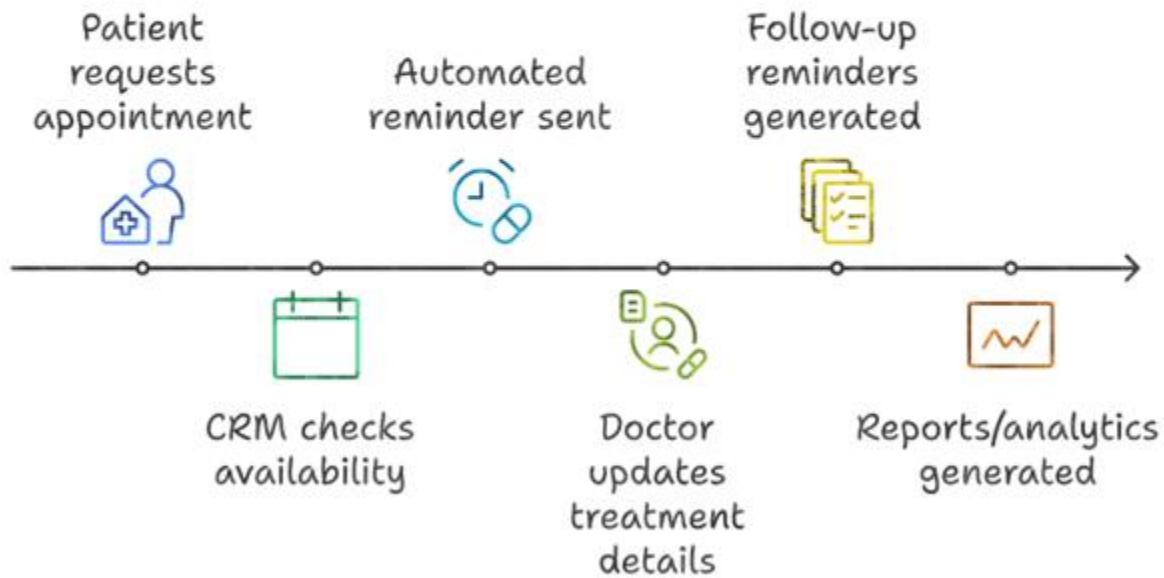 Patient
requests
appointment
CRM checks
availability
Automated
reminder sent
Doctor
updates
treatment
details
Follow-up
reminders
generated
Reports/analytics
generated